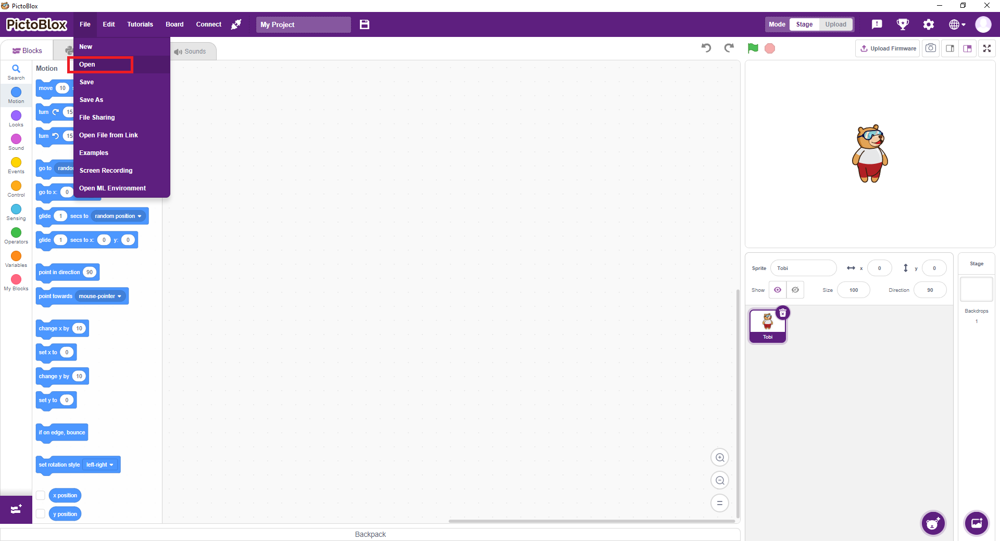 PictoBlox
PictoBlox
File
Edit
Tutorials
Board
Connect
My Project
Mode
Stage
Upload
Blocks
Sounds
Upload Firmware
New
Open
Save
Save As
File Sharing
Open File from Link
Examples
Screen Recording
Open ML Environment
Search
Motion
Looks
Sound
Events
Control
Sensing
Operators
Variables
My Blocks
Motion
move 10 s
turn 15
turn 15
go to rando
go to x: 0
glide 1 secs to random position
glide 1 secs to x: 0 y: 0
point in direction 90
point towards mouse-pointer
change x by 10
set x to 0
change y by 10
set y to 0
if on edge, bounce
set rotation style left-right
x position
y position
Backpack
Sprite Tobi x 0 y 0
Show Size 100 Direction 90
Tobi
Stage
Backdrops
1